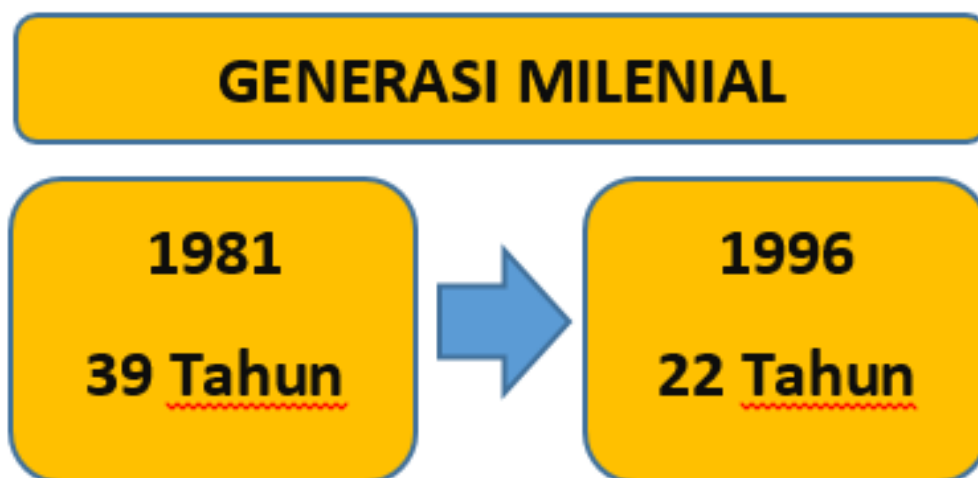 GENERASI MILENIAL
1981
39 Tahun
1996
22 Tahun